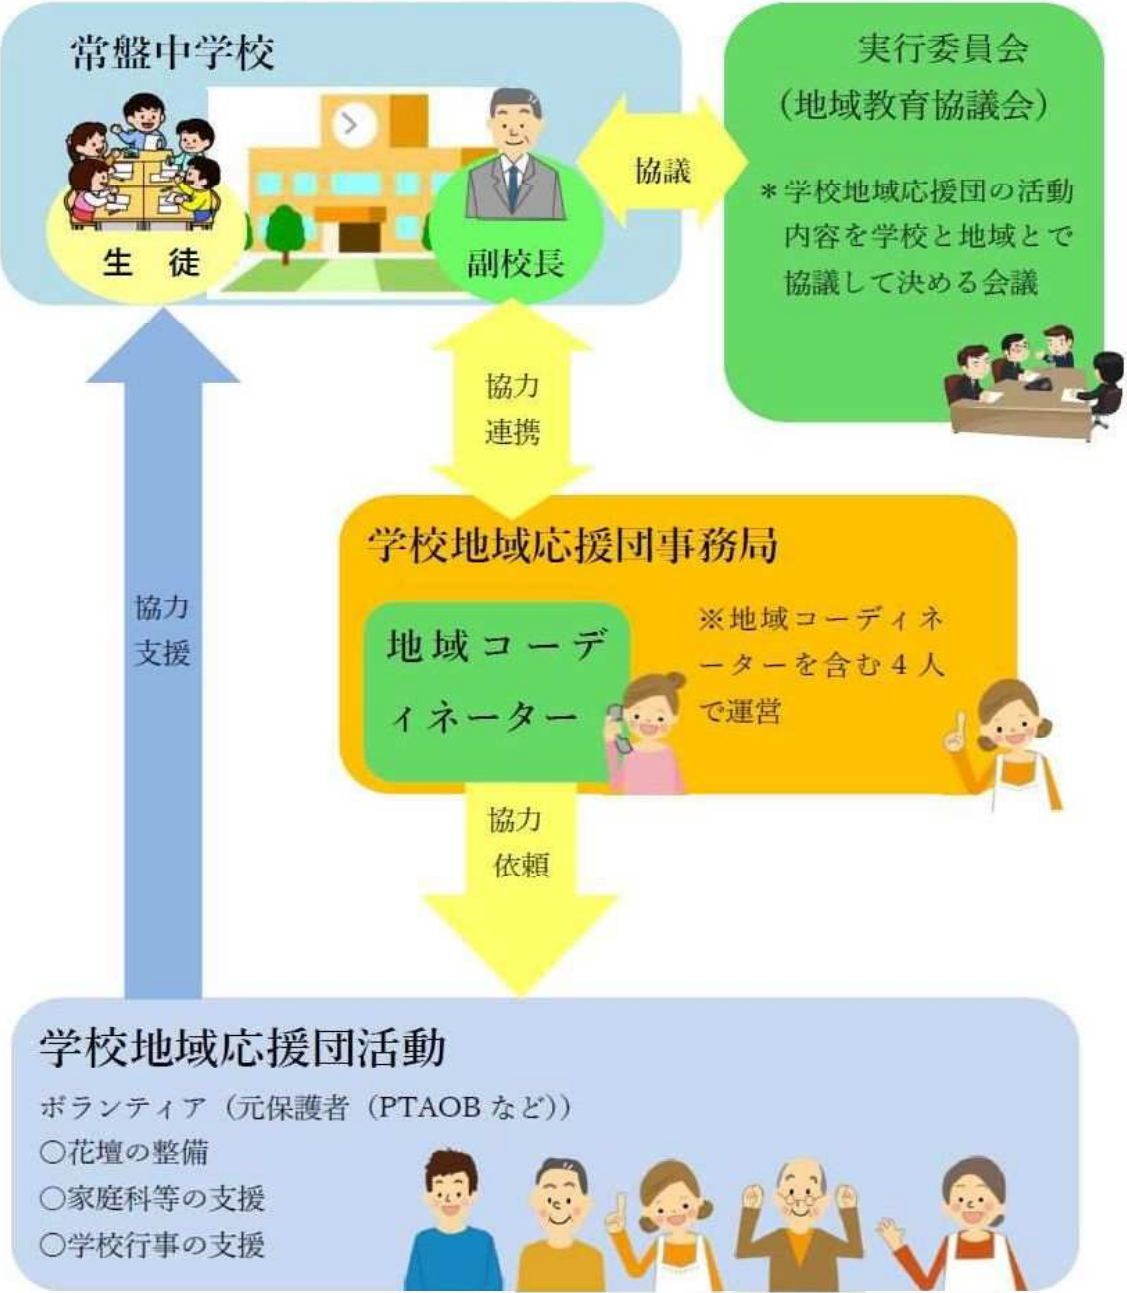 常盤中学校
生　徒
副校長
協議
実行委員会
（地域教育協議会）
＊学校地域応援団の活動
内容を学校と地域とで
協議して決める会議
協力
連携
協力
支援
学校地域応援団事務局
地域コーデ
ィネーター
※地域コーディネ
ーターを含む4人
で運営
協力
依頼
学校地域応援団活動
ボランティア（元保護者（PTAOBなど））
〇花壇の整備
〇家庭科等の支援
〇学校行事の支援